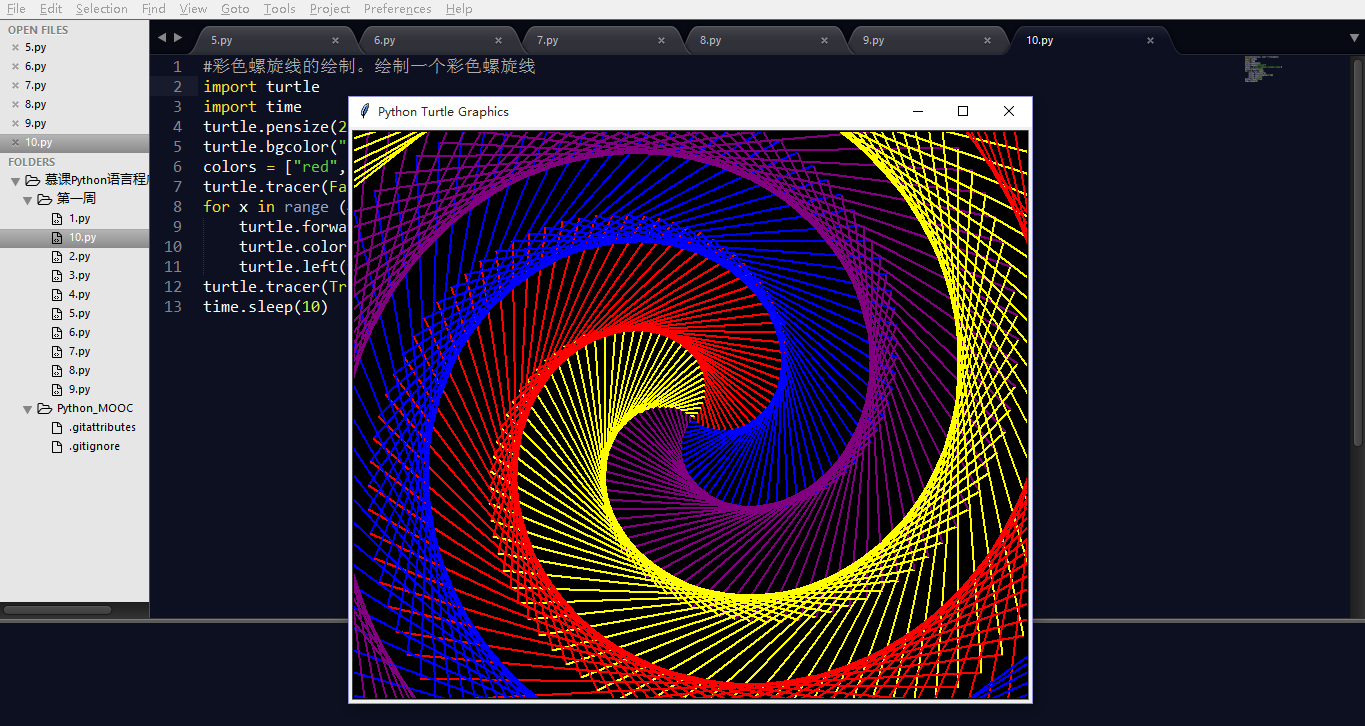 File Edit Selection Find View Goto Tools Project Preferences Help
OPEN FILES
5.py
6.py
7.py
8.py
9.py
10.py
FOLDERS
慕课Python语言程
第一周
1.py
10.py
2.py
3.py
4.py
5.py
6.py
7.py
8.py
9.py
Python_MOOC
.gitattributes
.gitignore
5.py 6.py 7.py 8.py 9.py 10.py
1 #彩色螺旋线的绘制。绘制一个彩色螺旋线
2 import turtle
3 import time
4 turtle.pensize(2
5 turtle.bgcolor("
6 colors = ["red",
7 turtle.tracer(Fa
8 for x in range (
9 turtle.forwa
10 turtle.color
11 turtle.left(
12 turtle.tracer(Tr
13 time.sleep(10)
Python Turtle Graphics